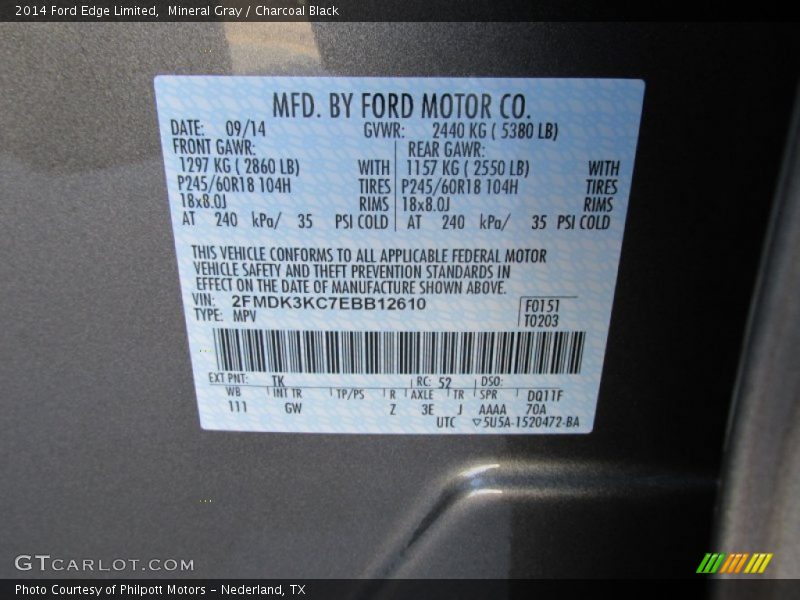 2014 Ford Edge Limited,  Mineral Gray / Charcoal Black
MFD. BY FORD MOTOR CO.
DATE: 09/14 GVWR: 2440 KG ( 5380 LB)
FRONT GAWR: REAR GAWR:
1297 KG ( 2860 LB) WITH 1157 KG ( 2550 LB) WITH
P245/60R18 104H TIRES P245/60R18 104H TIRES
18x8.0J RIMS 18x8.0J RIMS
AT 240 kPa/ 35 PSI COLD AT 240 kPa/ 35 PSI COLD
THIS VEHICLE CONFORMS TO ALL APPLICABLE FEDERAL MOTOR
VEHICLE SAFETY AND THEFT PREVENTION STANDARDS IN
EFFECT ON THE DATE OF MANUFACTURE SHOWN ABOVE.
VIN: 2FMDK3KC7EBB12610 F0151
TYPE: MPV T0203
EXT PNT: TK RC: 52 DSO:
WB INT TR TP/PS R AXLE TR SPR DQ11F
111 GW Z 3E J AAAA 70A
UTC ▽5U5A-1520472-BA
GTCARLOT.COM
Photo Courtesy of Philpott Motors – Nederland, TX